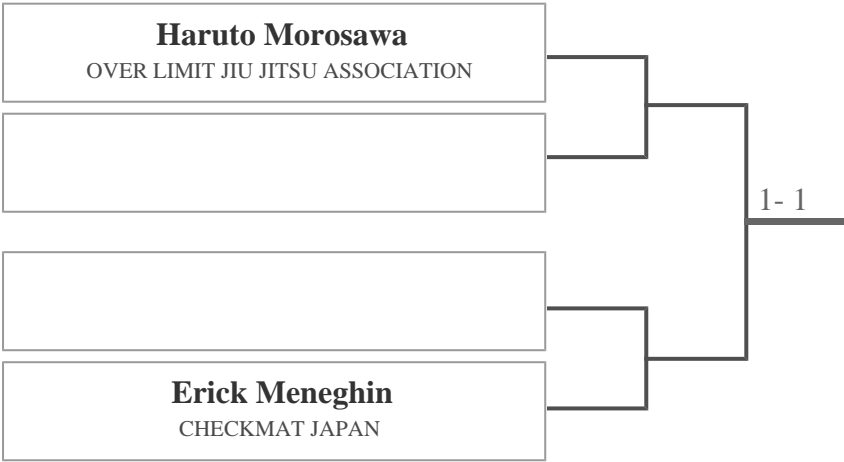 Haruto Morosawa
OVER LIMIT JIU JITSU ASSOCIATION
1- 1
Erick Meneghin
CHECKMAT JAPAN